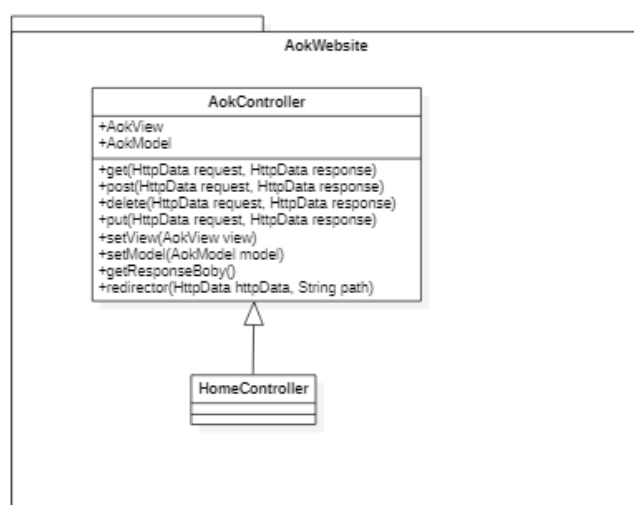 AokWebsite
AokController
+AokView
+AokModel
+get(HttpData request, HttpData response)
+post(HttpData request, HttpData response)
+delete(HttpData request, HttpData response)
+put(HttpData request, HttpData response)
+setView(AokView view)
+setModel(AokModel model)
+getResponseBoby()
+redirector(HttpData httpData, String path)
HomeController